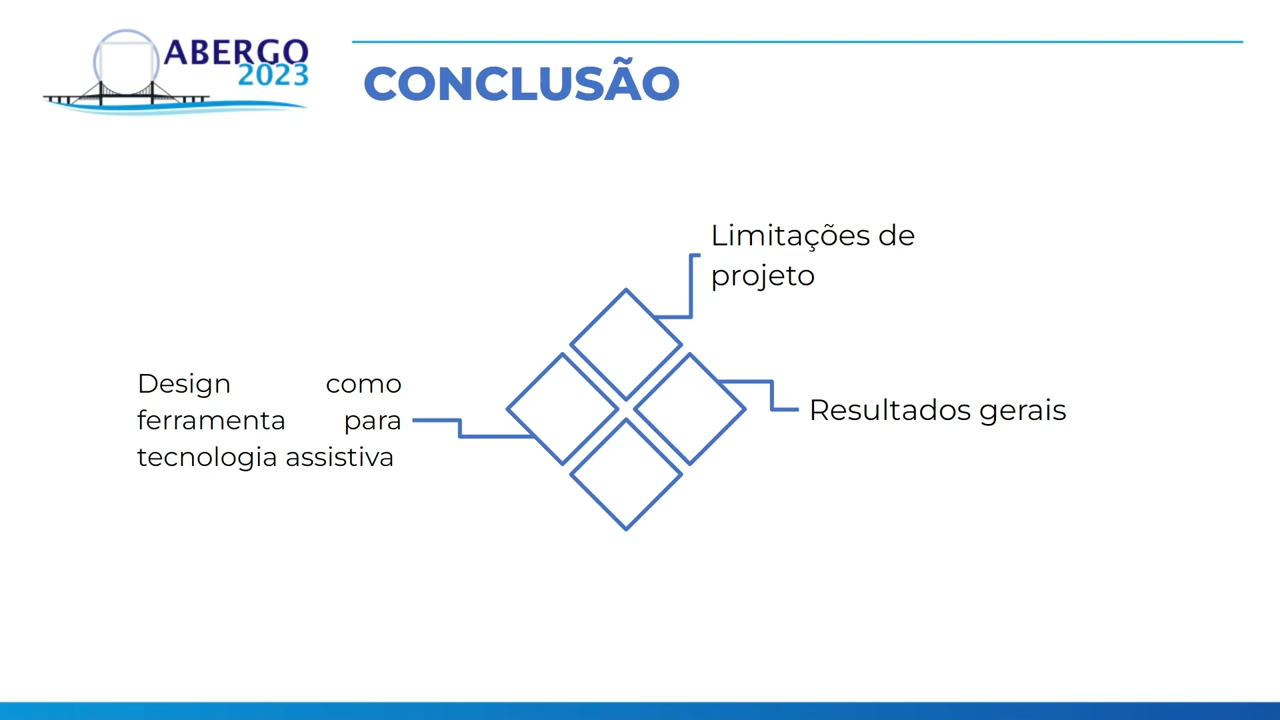 ABERGO
2023
CONCLUSÃO
Limitações de
projeto
Design como
ferramenta para
tecnologia assistiva
Resultados gerais